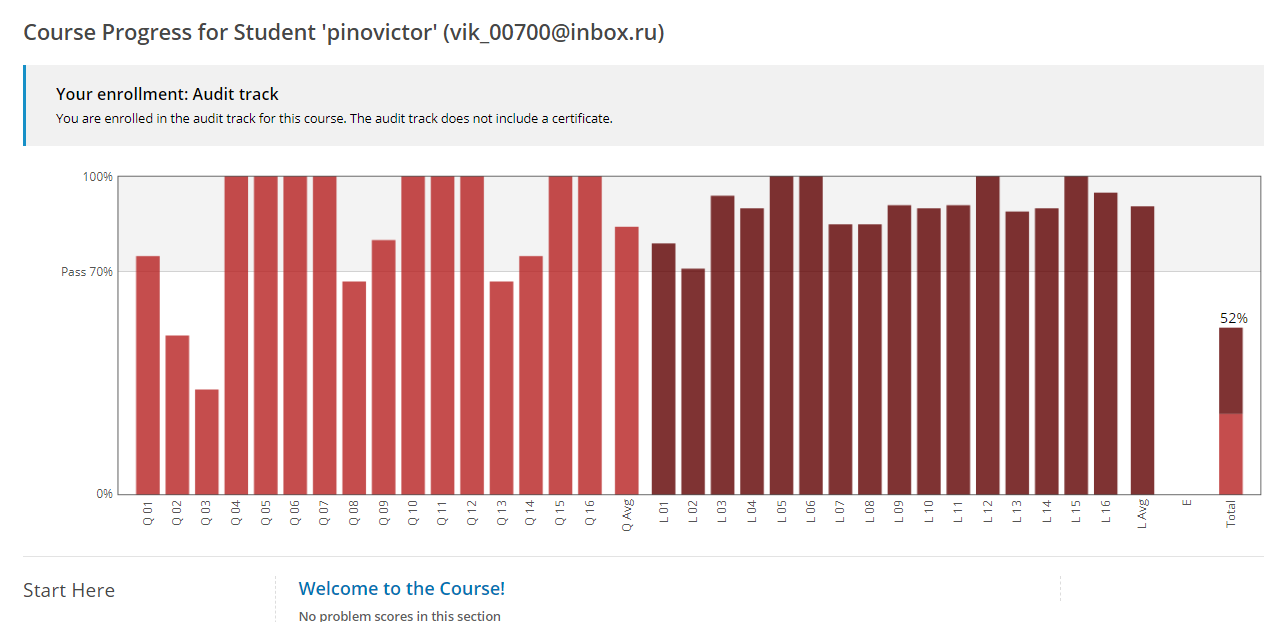 Course Progress for Student 'pinovictor' (vik_00700@inbox.ru)
Your enrollment: Audit track
You are enrolled in the audit track for this course. The audit track does not include a certificate.
100%
Pass 70%
0%
52%
Q 01
Q 02
Q 03
Q 04
Q 05
Q 06
Q 07
Q 08
Q 09
Q 10
Q 11
Q 12
Q 13
Q 14
Q 15
Q 16
Q Avg
L 01
L 02
L 03
L 04
L 05
L 06
L 07
L 08
L 09
L 10
L 11
L 12
L 13
L 14
L 15
L 16
L Avg
E
Total
Start Here
Welcome to the Course!
No problem scores in this section